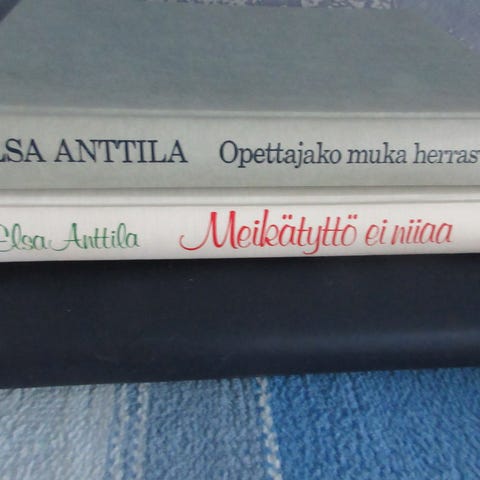 LSA ANTTILA Opettajako muka herras
Elsa Anttila Meikätyttö ei niiaa